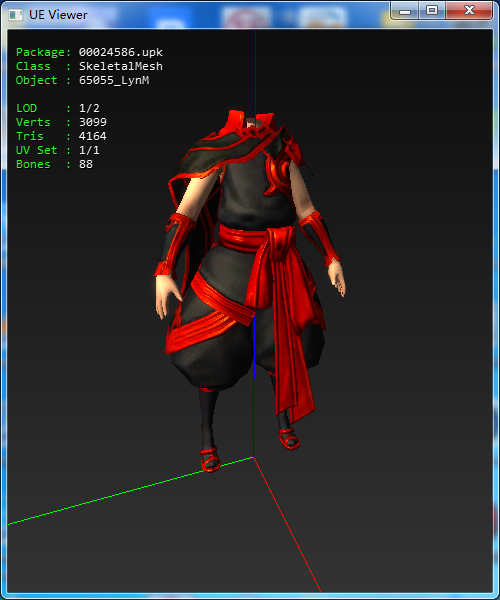 UE Viewer
Package: 00024586.upk
Class : SkeletalMesh
Object : 65055_LynM
LOD : 1/2
Verts : 3099
Tris : 4164
UV Set : 1/1
Bones : 88